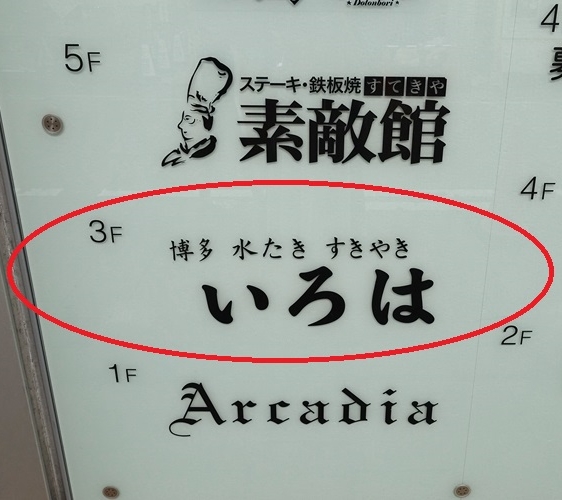 ★ Dotonbori ★
5F
ステーキ・鉄板焼 すてきや
素敵館
4F
3F
博多 水たき すきやき
いろは
2F
1F
Arcadia